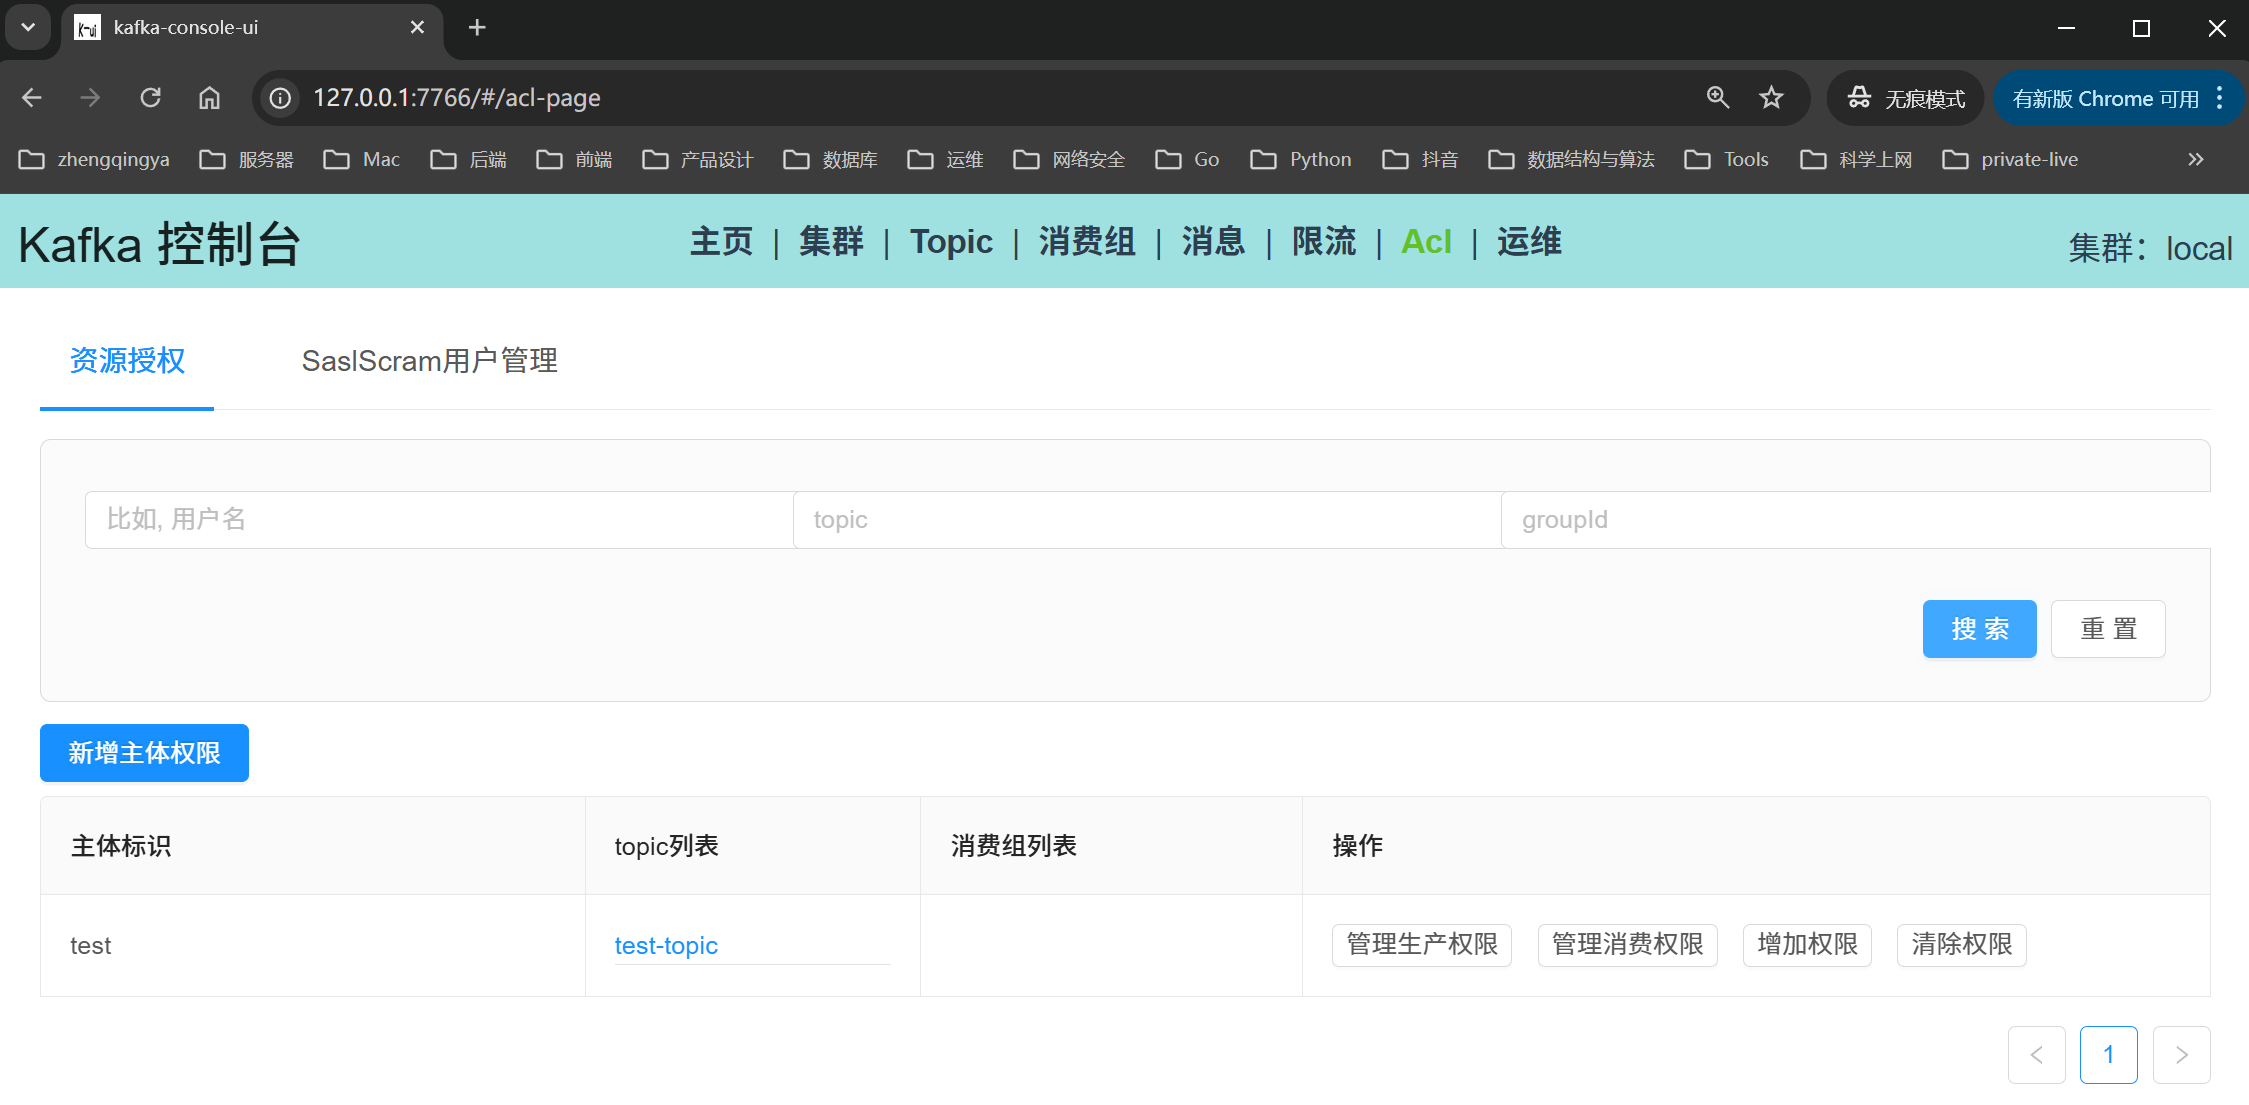 kafka-console-ui
127.0.0.1:7766/#/acl-page 无痕模式 有新版 Chrome 可用
zhengqingya 服务器 Mac 后端 前端 产品设计 数据库 运维 网络安全 Go Python 抖音 数据结构与算法 Tools 科学上网 private-live
Kafka 控制台 主页 | 集群 | Topic | 消费组 | 消息 | 限流 | Acl | 运维 集群：local
资源授权 SaslScram用户管理
比如, 用户名 topic groupId
搜 索 重 置
新增主体权限
主体标识 topic列表 消费组列表 操作
test test-topic 管理生产权限 管理消费权限 增加权限 清除权限
1